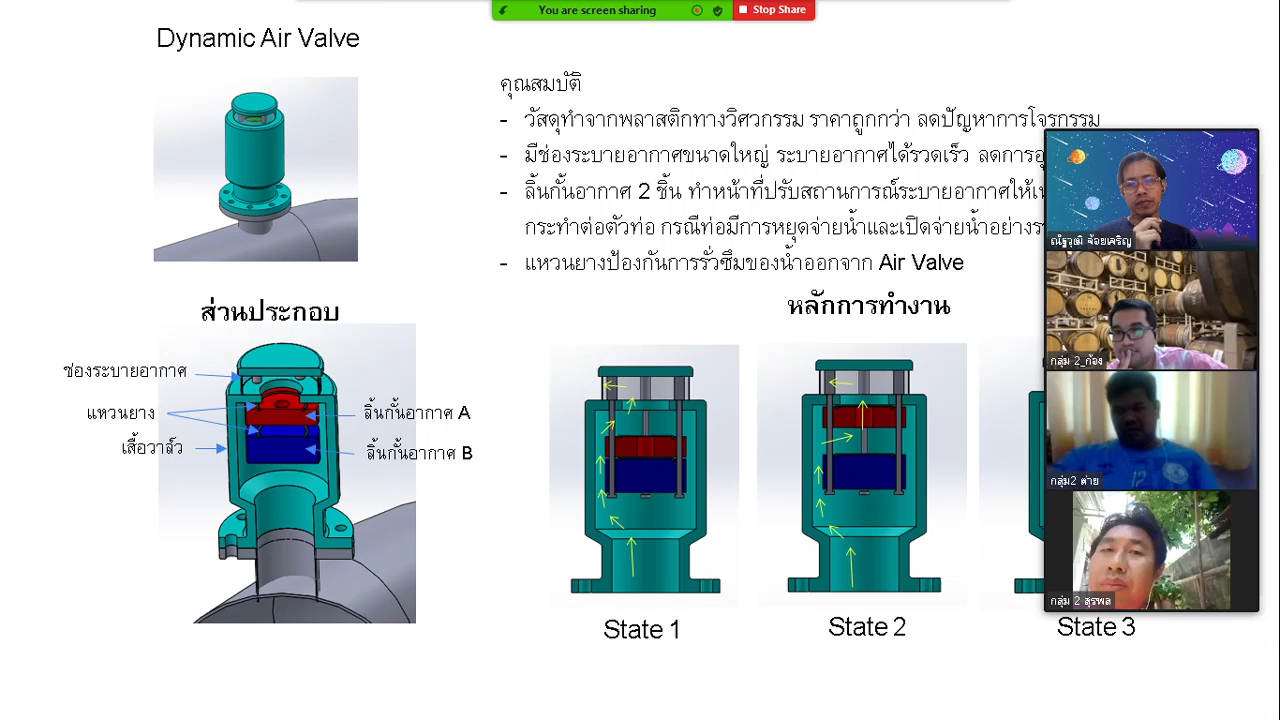 You are screen sharing
Stop Share
Dynamic Air Valve
คุณสมบัติ
- วัสดุทำจากพลาสติกทางวิศวกรรม ราคาถูกกว่า ลดปัญหาการโจรกรรม
- มีช่องระบายอากาศขนาดใหญ่ ระบายอากาศได้รวดเร็ว
- ลิ้นกั้นอากาศ 2 ชิ้น ทำหน้าที่ปรับสถานการณ์ระบายอากาศ
กระทำต่อตัวท่อ กรณีท่อมีการหยุดจ่ายน้ำและเปิดจ่ายน้ำ
- แหวนยางป้องกันการรั่วซึมของน้ำออกจาก Air Valve
ส่วนประกอบ
หลักการทำงาน
ช่องระบายอากาศ
แหวนยาง
เสื้อวาล์ว
ลิ้นกั้นอากาศ A
ลิ้นกั้นอากาศ B
State 1
State 2
State 3
ณัฐวุฒิ จ้อยเจริญ
กลุ่ม 2_ก้อง
กลุ่ม2 ต่าย
กลุ่ม 2 สุรพล